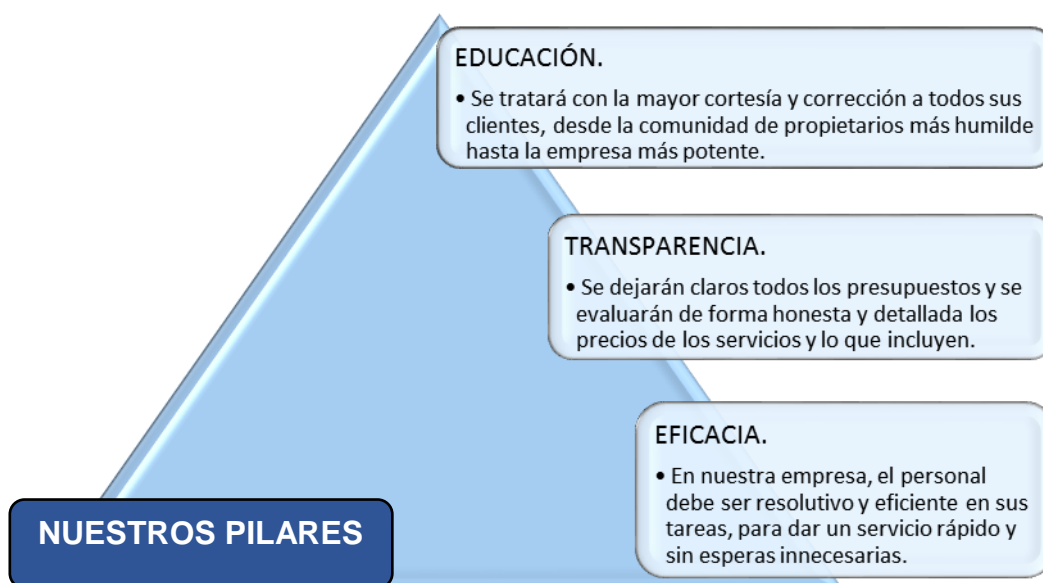 EDUCACIÓN.
• Se tratará con la mayor cortesía y corrección a todos sus
clientes, desde la comunidad de propietarios más humilde
hasta la empresa más potente.
TRANSPARENCIA.
• Se dejarán claros todos los presupuestos y se
evaluarán de forma honesta y detallada los
precios de los servicios y lo que incluyen.
EFICACIA.
• En nuestra empresa, el personal
debe ser resolutivo y eficiente en sus
tareas, para dar un servicio rápido y
sin esperas innecesarias.
NUESTROS PILARES